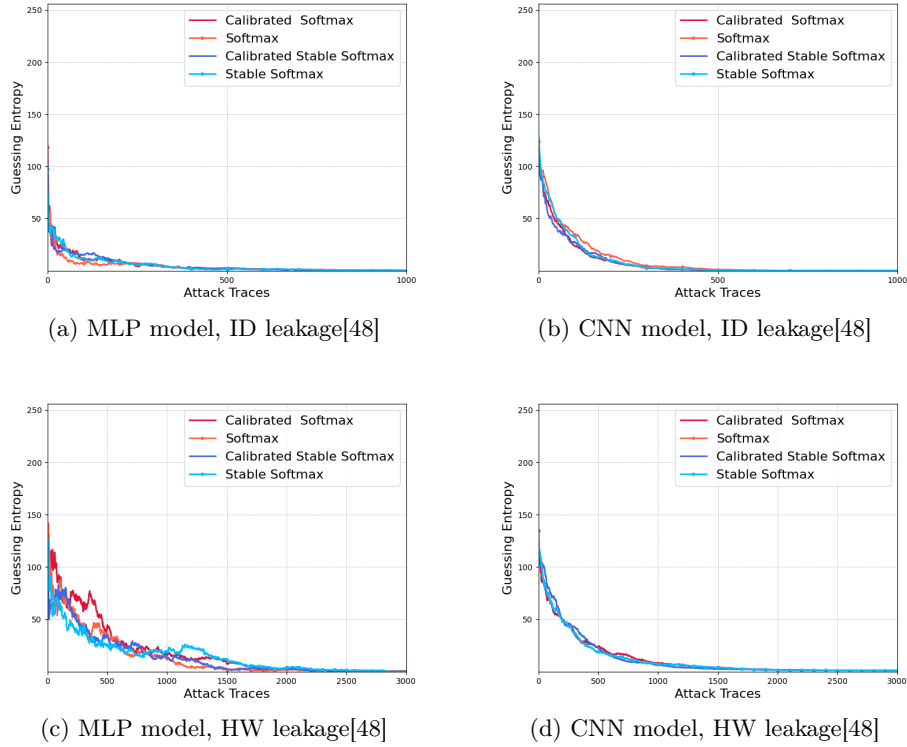 250
200
150
100
50
Guessing Entropy
Calibrated  Softmax
Softmax
Calibrated Stable Softmax
Stable Softmax
0 500 1000
Attack Traces
(a) MLP model, ID leakage[48]
250
200
150
100
50
Guessing Entropy
Calibrated  Softmax
Softmax
Calibrated Stable Softmax
Stable Softmax
0 500 1000
Attack Traces
(b) CNN model, ID leakage[48]
250
200
150
100
50
Guessing Entropy
Calibrated  Softmax
Softmax
Calibrated Stable Softmax
Stable Softmax
0 500 1000 1500 2000 2500 3000
Attack Traces
(c) MLP model, HW leakage[48]
250
200
150
100
50
Guessing Entropy
Calibrated  Softmax
Softmax
Calibrated Stable Softmax
Stable Softmax
0 500 1000 1500 2000 2500 3000
Attack Traces
(d) CNN model, HW leakage[48]